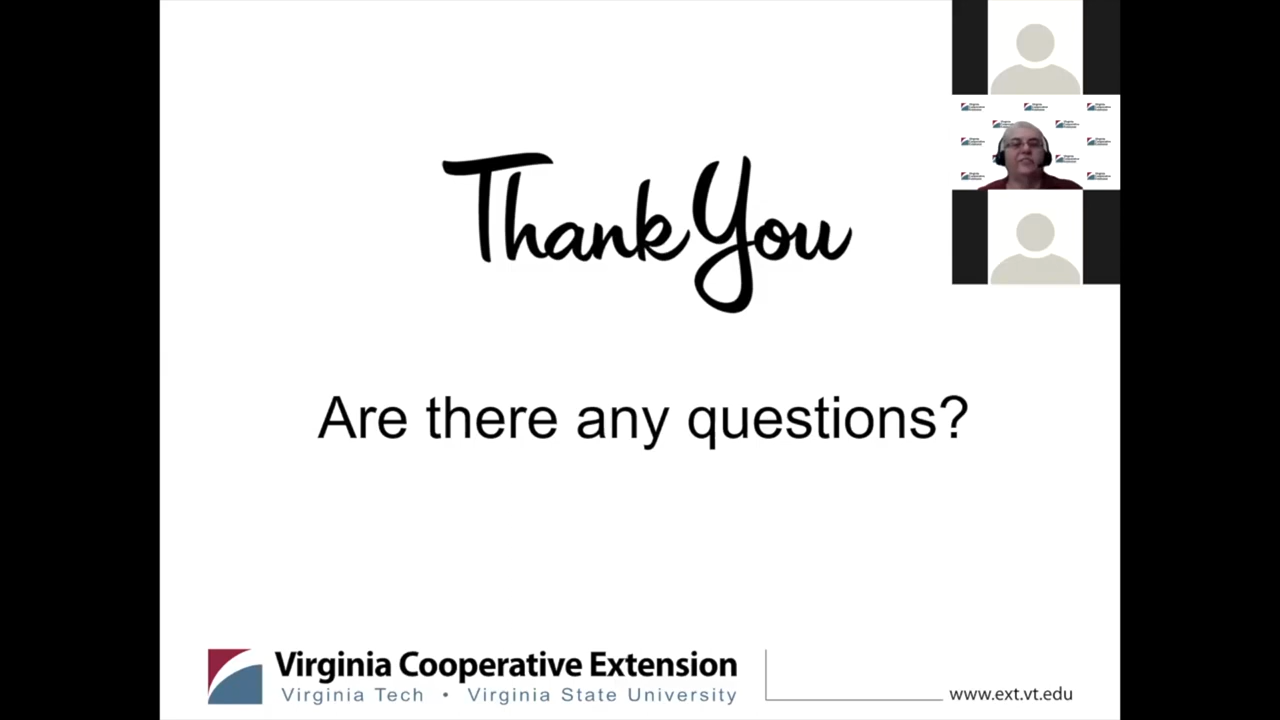 Thank You
Are there any questions?
Virginia Cooperative Extension
Virginia Tech • Virginia State University
www.ext.vt.edu